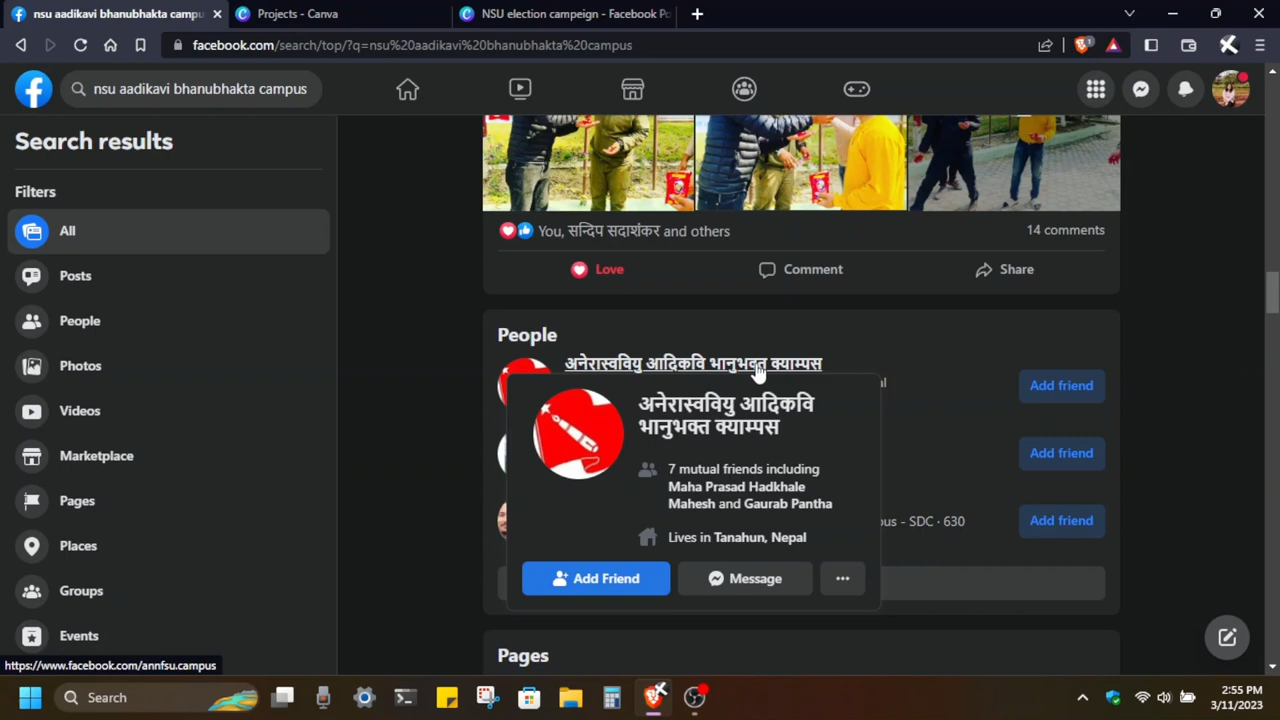 nsu aadikavi bhanubhakta campu
Projects - Canva
NSU election campeign - Facebook Po
facebook.com/search/top/?q=nsu%20aadikavi%20bhanubhakta%20campus
1
nsu aadikavi bhanubhakta campus
Search results
Filters
All
Posts
People
Photos
Videos
Marketplace
Pages
Places
Groups
Events
You, सन्दिप सदाशंकर and others
14 comments
Love
Comment
Share
People
अनेरास्ववियु आदिकवि भानुभक्त क्याम्पस
al
Add friend
अनेरास्ववियु आदिकवि
भानुभक्त क्याम्पस
Add friend
7 mutual friends including
Maha Prasad Hadkhale
Mahesh and Gaurab Pantha
pus - SDC · 630
Add friend
Lives in Tanahun, Nepal
Add Friend
Message
Pages
https://www.facebook.com/annfsu.campus
Search
2:55 PM
3/11/2023